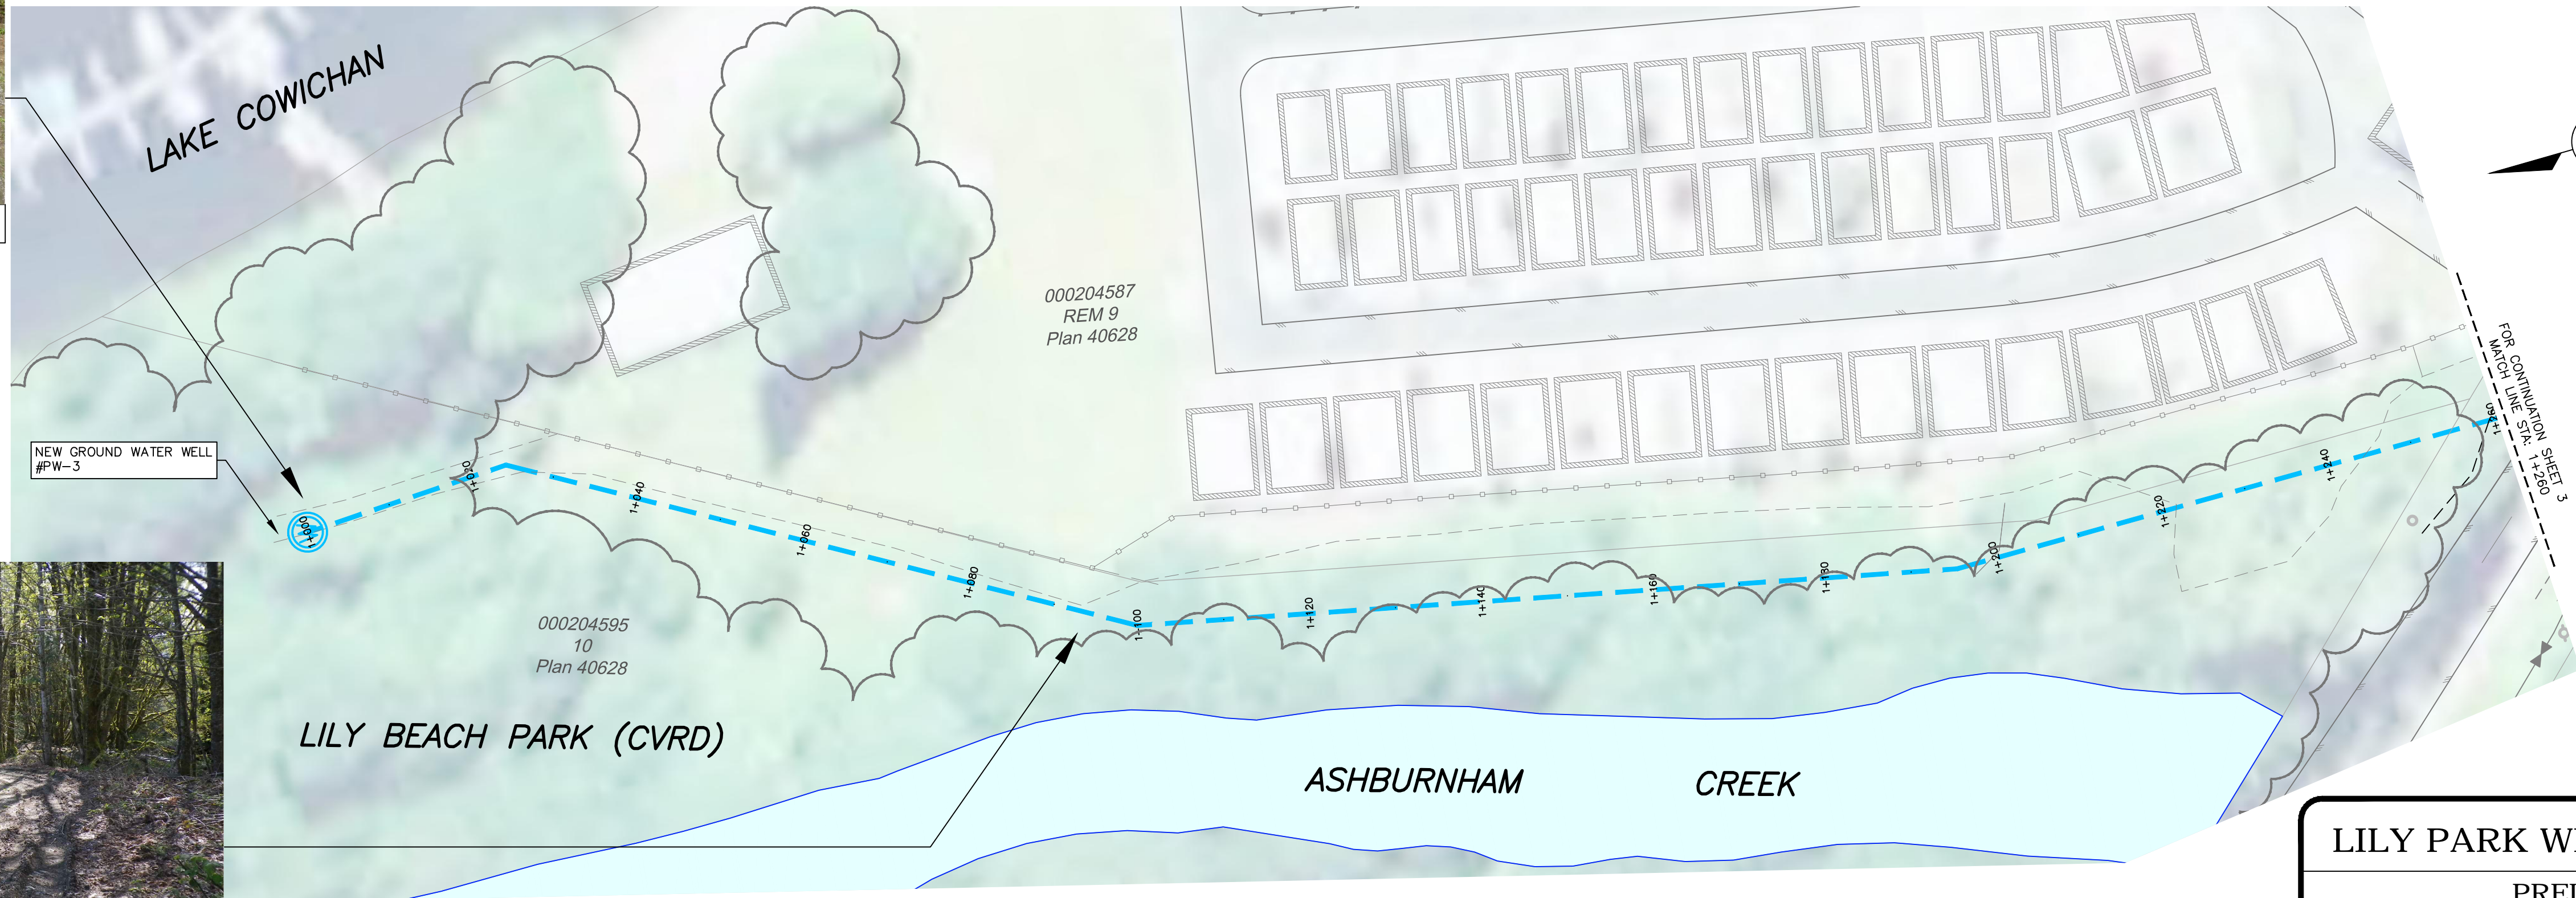 LAKE COWICHAN
000204587
REM 9
Plan 40628
FOR CONTINUATION SHEET 3
MATCH LINE STA: 1+260
NEW GROUND WATER WELL
#PW-3
1+000
1+020
1+040
1+060
1+080
1+100
1+120
1+140
1+160
1+180
1+200
1+220
1+240
1+260
000204595
10
Plan 40628
LILY BEACH PARK (CVRD)
ASHBURNHAM CREEK
LILY PARK